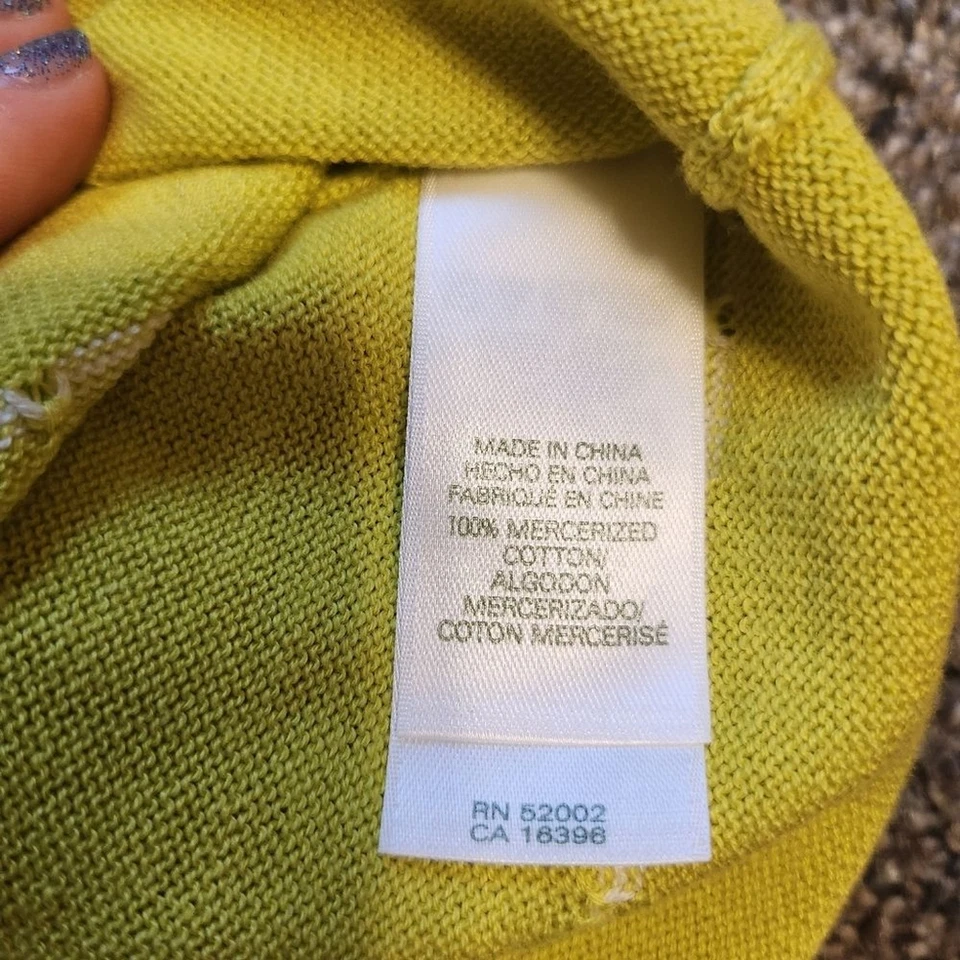 MADE IN CHINA
HECHO EN CHINA
FABRIQUÉ EN CHINE
100% MERCERIZED
COTTON/
ALGODON
MERCERIZADO/
COTON MERCERISÉ
RN 52002
CA 16396